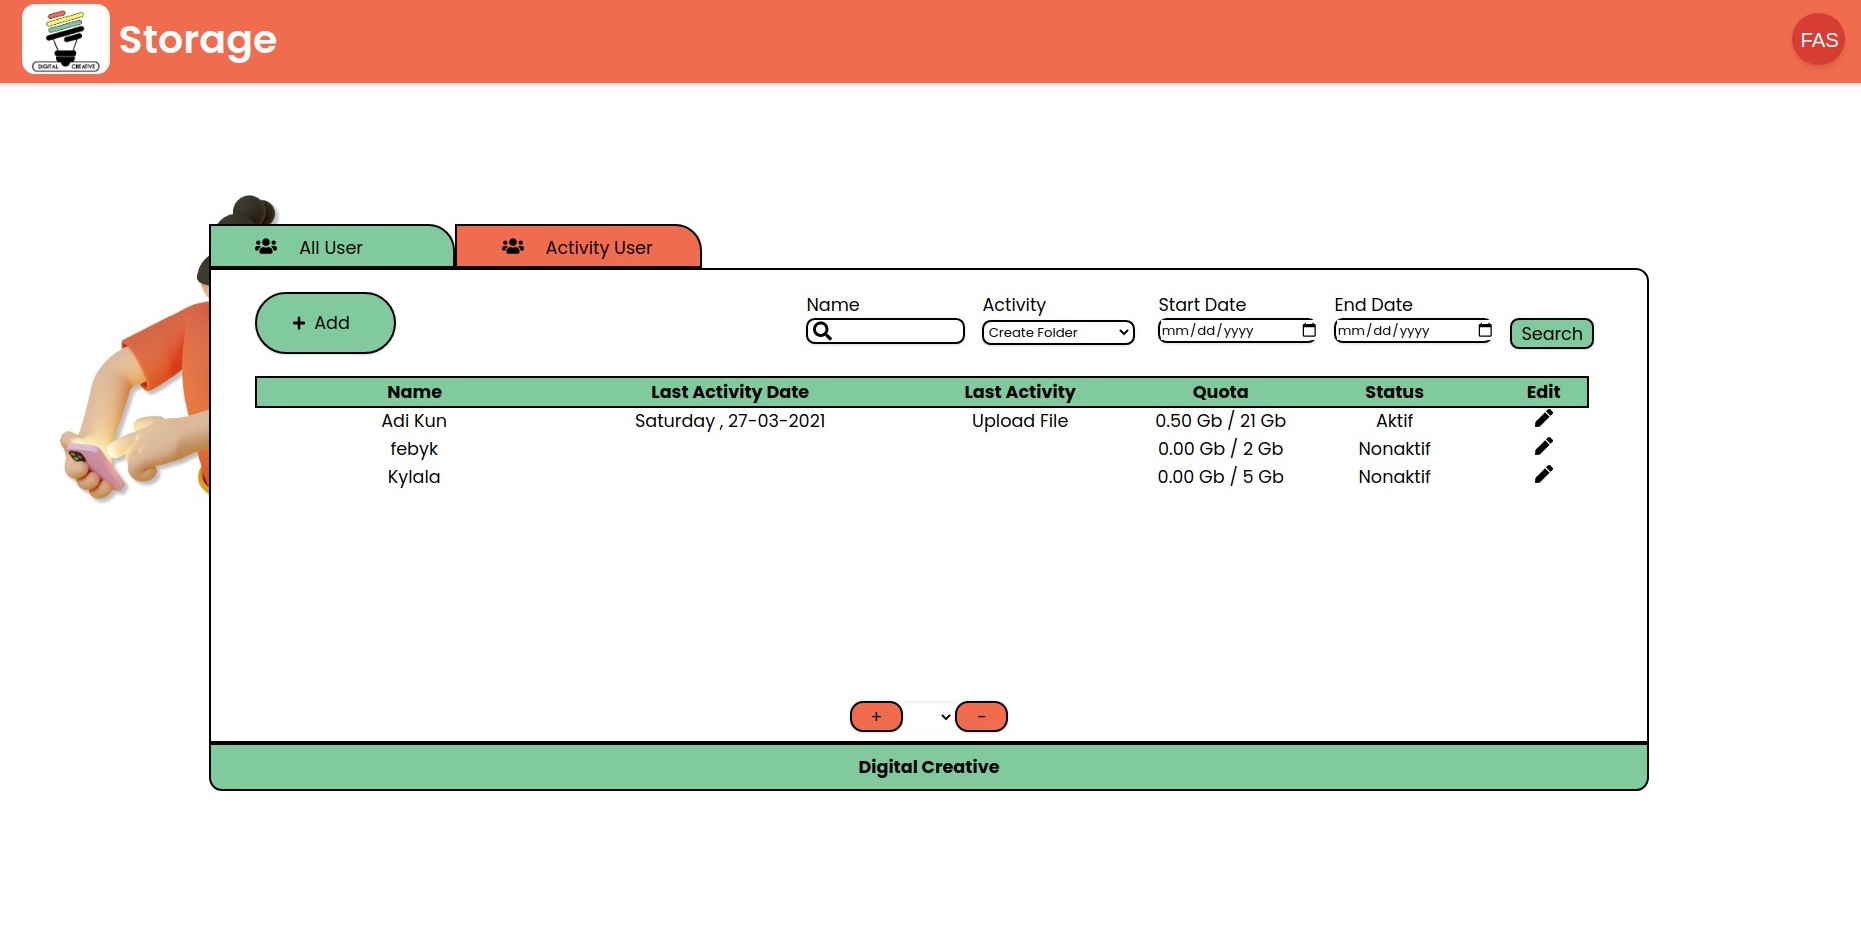 DIGITAL CREATIVE
Storage
FAS
All User
Activity User
+ Add
Name
Activity
Start Date
End Date
Create Folder
mm/dd/yyyy
mm/dd/yyyy
Search
Name Last Activity Date Last Activity Quota Status Edit
Adi Kun Saturday , 27-03-2021 Upload File 0.50 Gb / 21 Gb Aktif
febyk 0.00 Gb / 2 Gb Nonaktif
Kylala 0.00 Gb / 5 Gb Nonaktif
+ -
Digital Creative